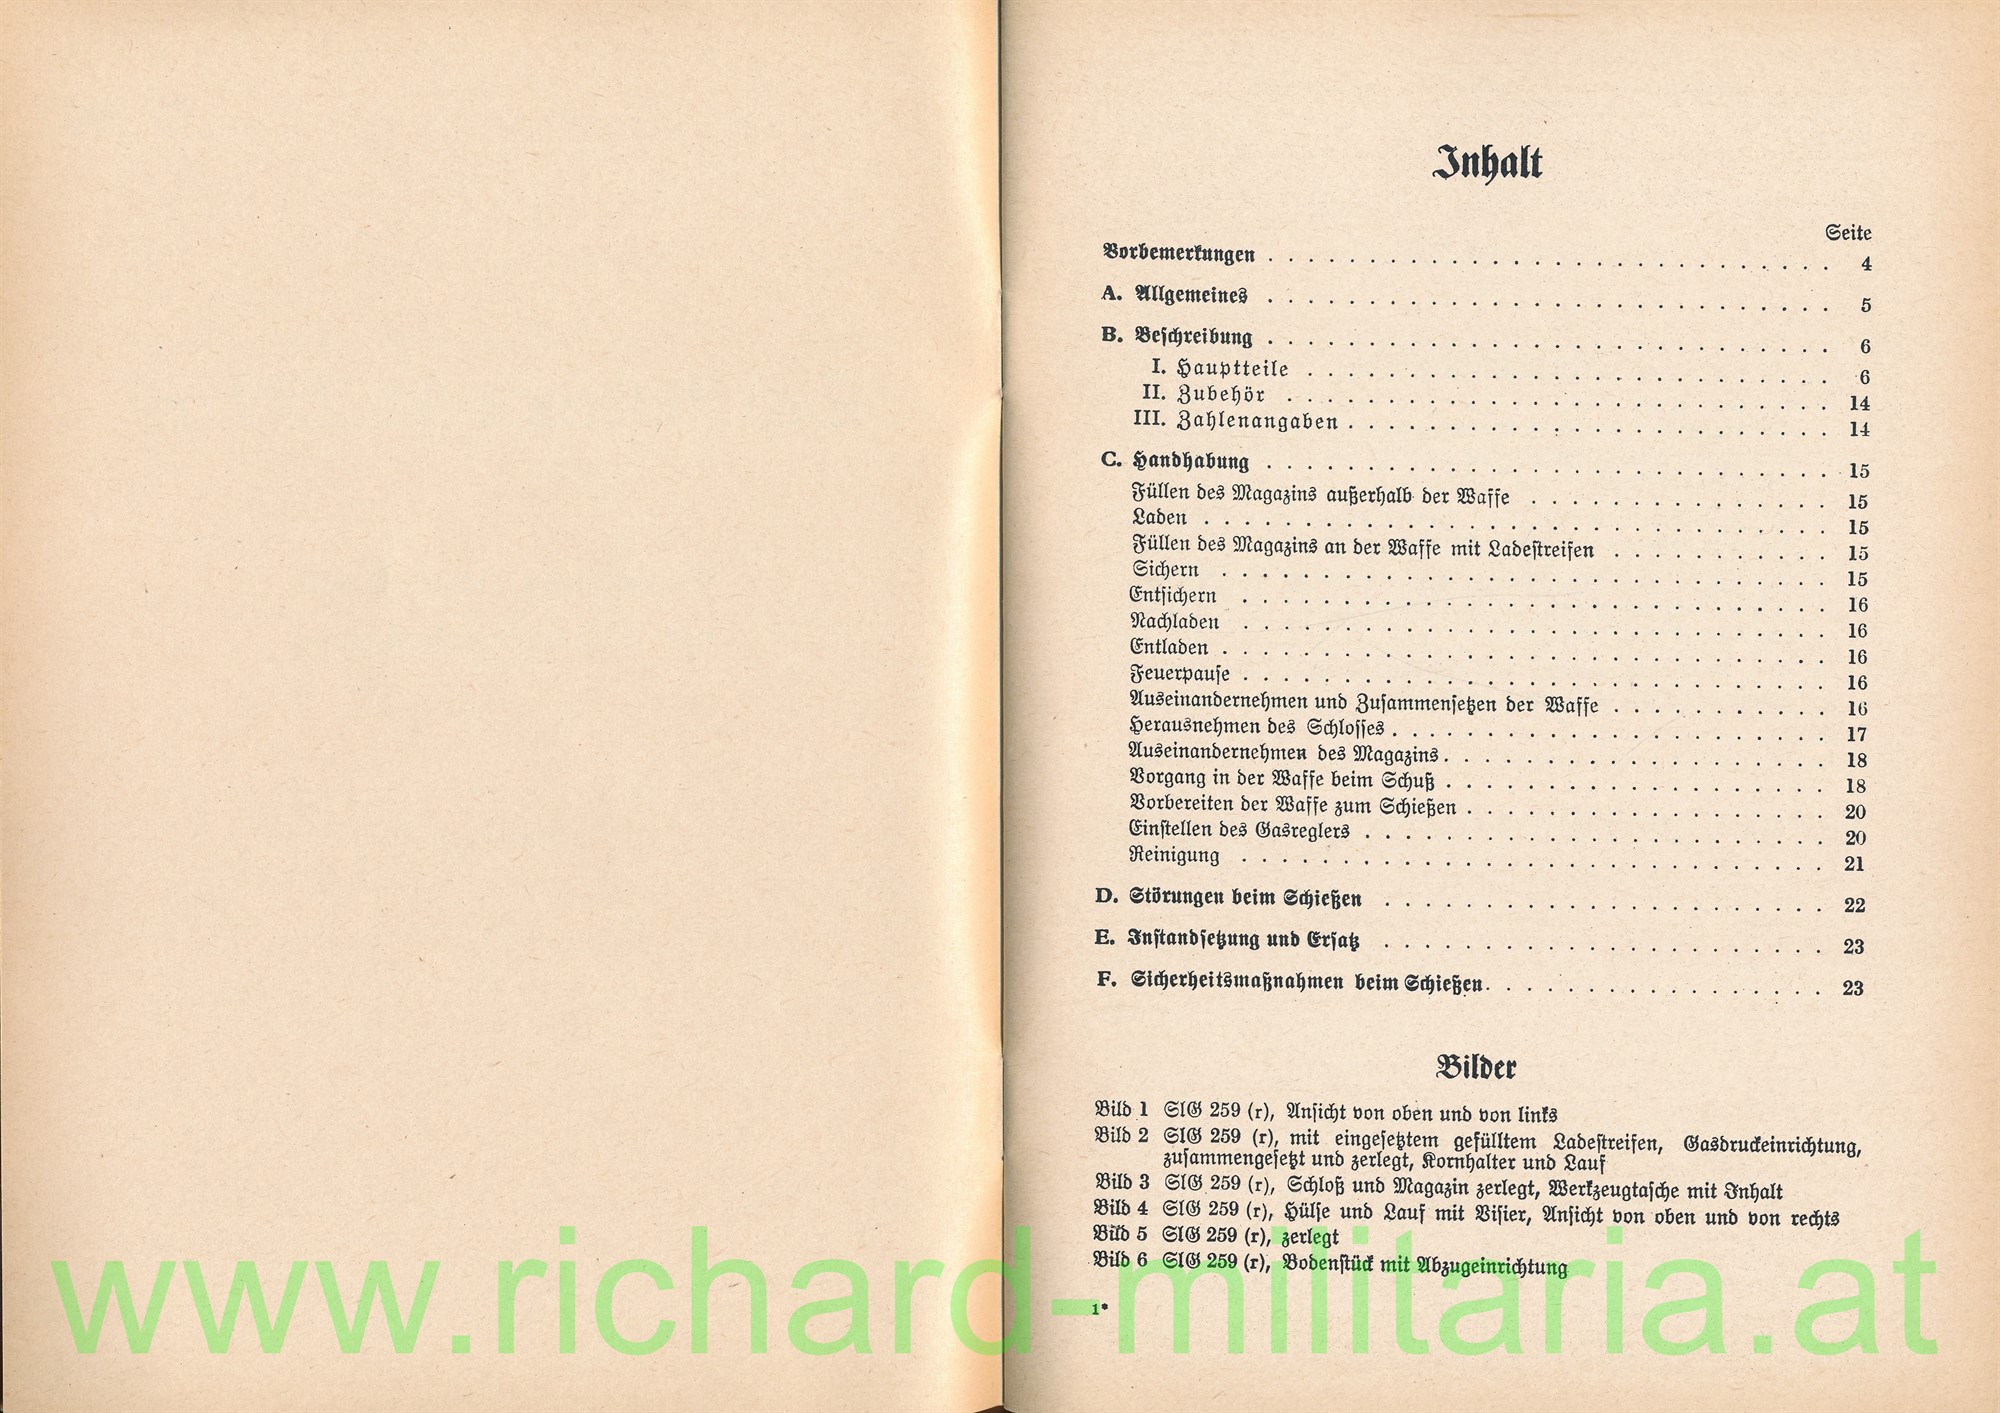 Inhalt
Seite
Vorbemerkungen . . . . . . . . . . . . . . . . . . . . . . . . . . . . 4
A. Allgemeines . . . . . . . . . . . . . . . . . . . . . . . . . . . . 5
B. Beschreibung . . . . . . . . . . . . . . . . . . . . . . . . . . . . 6
I. Hauptteile . . . . . . . . . . . . . . . . . . . . . . . . . . 6
II. Zubehör . . . . . . . . . . . . . . . . . . . . . . . . . . . 14
III. Zahlenangaben . . . . . . . . . . . . . . . . . . . . . . . . 14
C. Handhabung . . . . . . . . . . . . . . . . . . . . . . . . . . . . 15
Füllen des Magazins außerhalb der Waffe . . . . . . . . . . . . . . . 15
Laden . . . . . . . . . . . . . . . . . . . . . . . . . . . . . . . 15
Füllen des Magazins an der Waffe mit Ladestreifen . . . . . . . . . . . 15
Sichern . . . . . . . . . . . . . . . . . . . . . . . . . . . . . . 15
Entsichern . . . . . . . . . . . . . . . . . . . . . . . . . . . . . 16
Nachladen . . . . . . . . . . . . . . . . . . . . . . . . . . . . . 16
Entladen . . . . . . . . . . . . . . . . . . . . . . . . . . . . . . 16
Feuerpause . . . . . . . . . . . . . . . . . . . . . . . . . . . . . 16
Auseinandernehmen und Zusammensetzen der Waffe . . . . . . . . . . . 16
Herausnehmen des Schlosses . . . . . . . . . . . . . . . . . . . . . . 17
Auseinandernehmen des Magazins . . . . . . . . . . . . . . . . . . . 18
Vorgang in der Waffe beim Schuß . . . . . . . . . . . . . . . . . . . 18
Vorbereiten der Waffe zum Schießen . . . . . . . . . . . . . . . . . . 20
Einstellen des Gasreglers . . . . . . . . . . . . . . . . . . . . . . . 20
Reinigung . . . . . . . . . . . . . . . . . . . . . . . . . . . . . 21
D. Störungen beim Schießen . . . . . . . . . . . . . . . . . . . . . . 22
E. Instandsetzung und Ersatz . . . . . . . . . . . . . . . . . . . . . . 23
F. Sicherheitsmaßnahmen beim Schießen . . . . . . . . . . . . . . . . . 23
Bilder
Bild 1 SlG 259 (r), Ansicht von oben und von links
Bild 2 SlG 259 (r), mit eingesetztem gefülltem Ladestreifen, Gasdruckeinrichtung,
zusammengesetzt und zerlegt, Kornhalter und Lauf
Bild 3 SlG 259 (r), Schloß und Magazin zerlegt, Werkzeugtasche mit Inhalt
Bild 4 SlG 259 (r), Hülse und Lauf mit Visier, Ansicht von oben und von rechts
Bild 5 SlG 259 (r), zerlegt
Bild 6 SlG 259 (r), Bodenstück mit Abzugeinrichtung
1*
www.richard-militaria.at